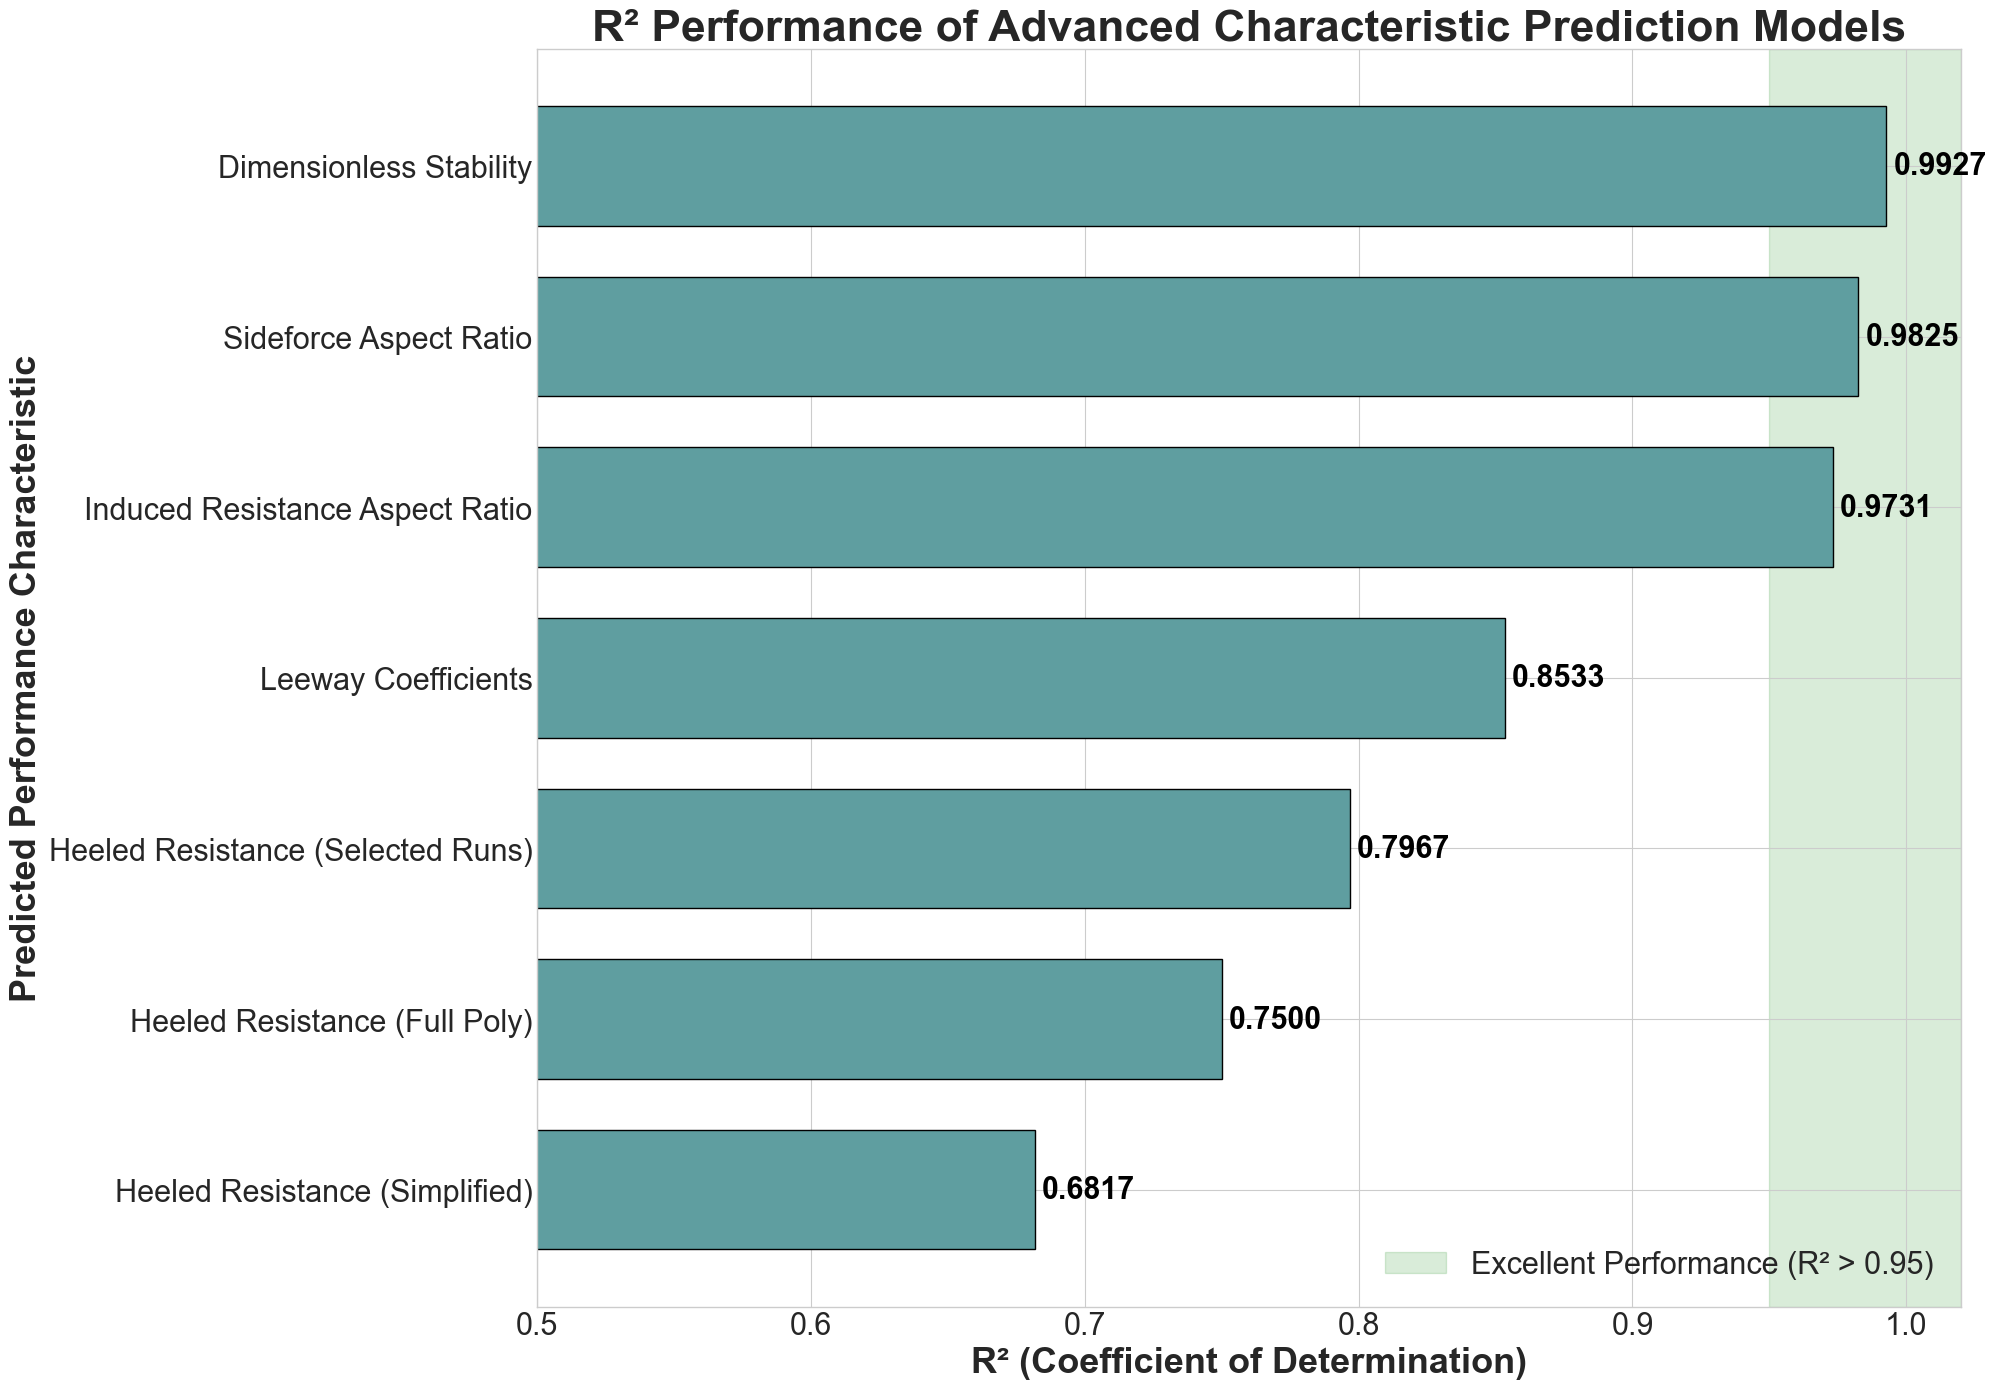 R² Performance of Advanced Characteristic Prediction Models
Predicted Performance Characteristic
Dimensionless Stability
0.9927
Sideforce Aspect Ratio
0.9825
Induced Resistance Aspect Ratio
0.9731
Leeway Coefficients
0.8533
Heeled Resistance (Selected Runs)
0.7967
Heeled Resistance (Full Poly)
0.7500
Heeled Resistance (Simplified)
0.6817
Excellent Performance (R² > 0.95)
0.5 0.6 0.7 0.8 0.9 1.0
R² (Coefficient of Determination)